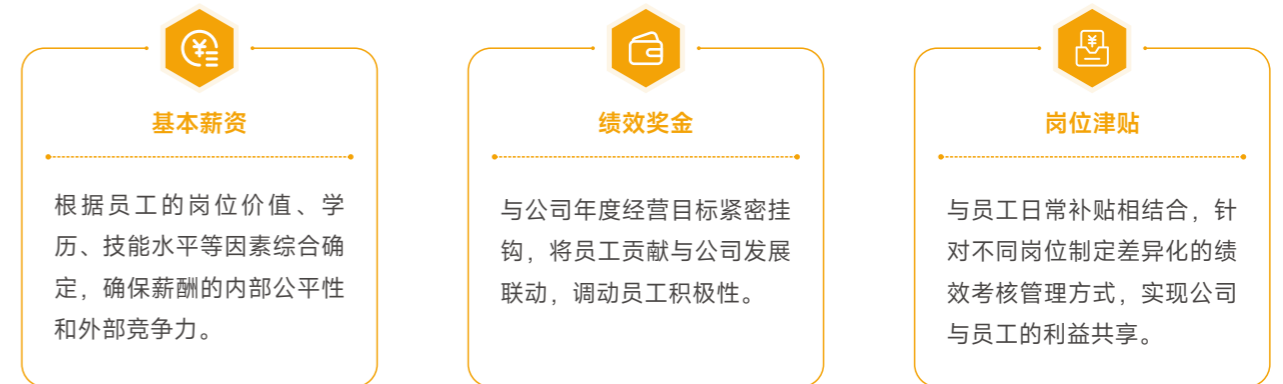 基本薪资
根据员工的岗位价值、学
历、技能水平等因素综合确
定，确保薪酬的内部公平性
和外部竞争力。
绩效奖金
与公司年度经营目标紧密挂
钩，将员工贡献与公司发展
联动，调动员工积极性。
岗位津贴
与员工日常补贴相结合，针
对不同岗位制定差异化的绩
效考核管理方式，实现公司
与员工的利益共享。